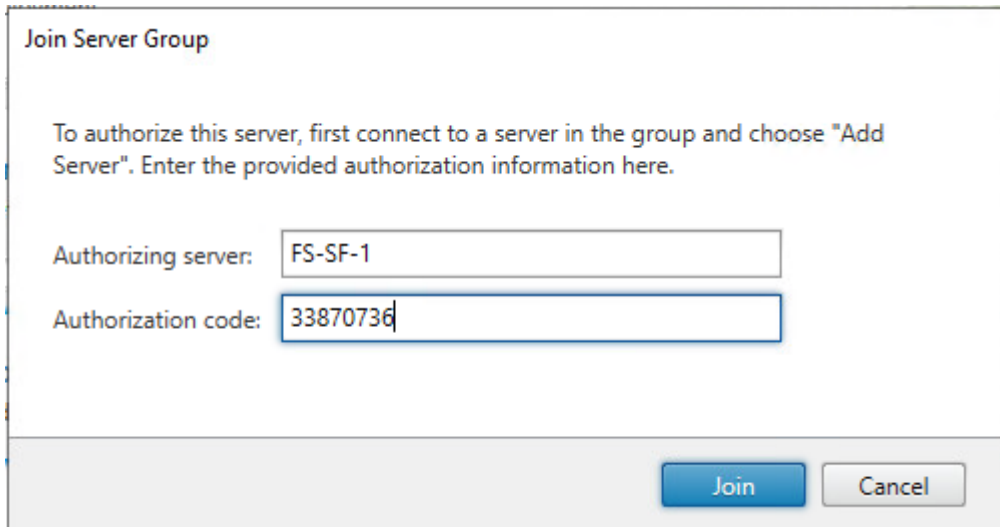 Join Server Group
To authorize this server, first connect to a server in the group and choose "Add
Server". Enter the provided authorization information here.
Authorizing server: FS-SF-1
Authorization code: 33870736
Join Cancel